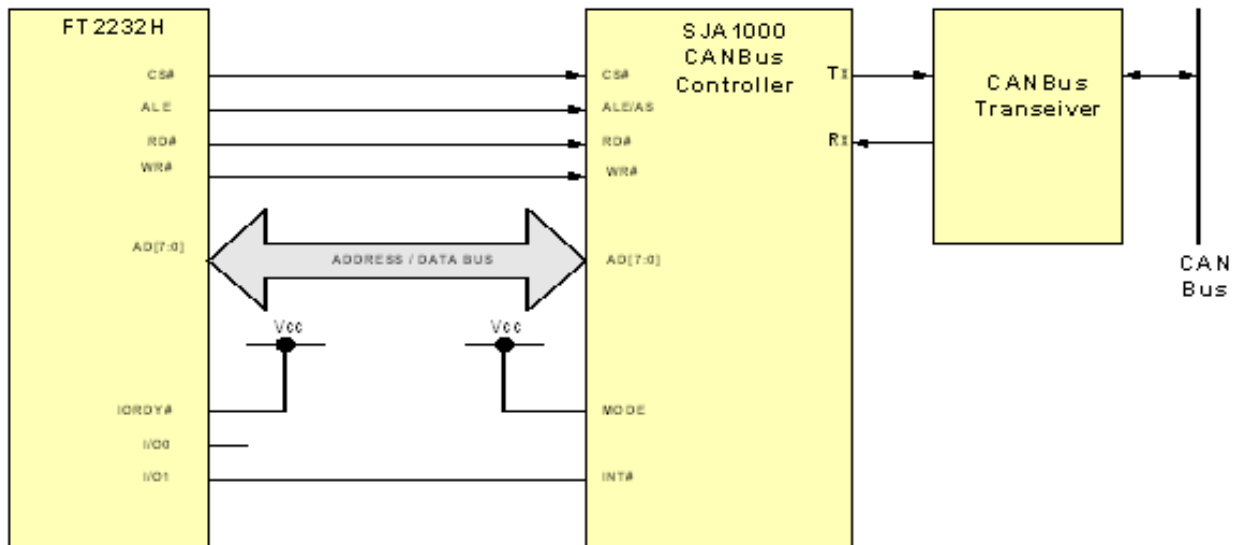 FT2232H
CS#
ALE
RD#
WR#
AD[7:0]
IORDY#
I/O0
I/O1
ADDRESS / DATA BUS
Vcc
Vcc
SJA1000
CANBus
Controller
CS#
ALE/AS
RD#
WR#
AD[7:0]
MODE
INT#
Tx
Rx
CANBus
Transeiver
CAN
Bus